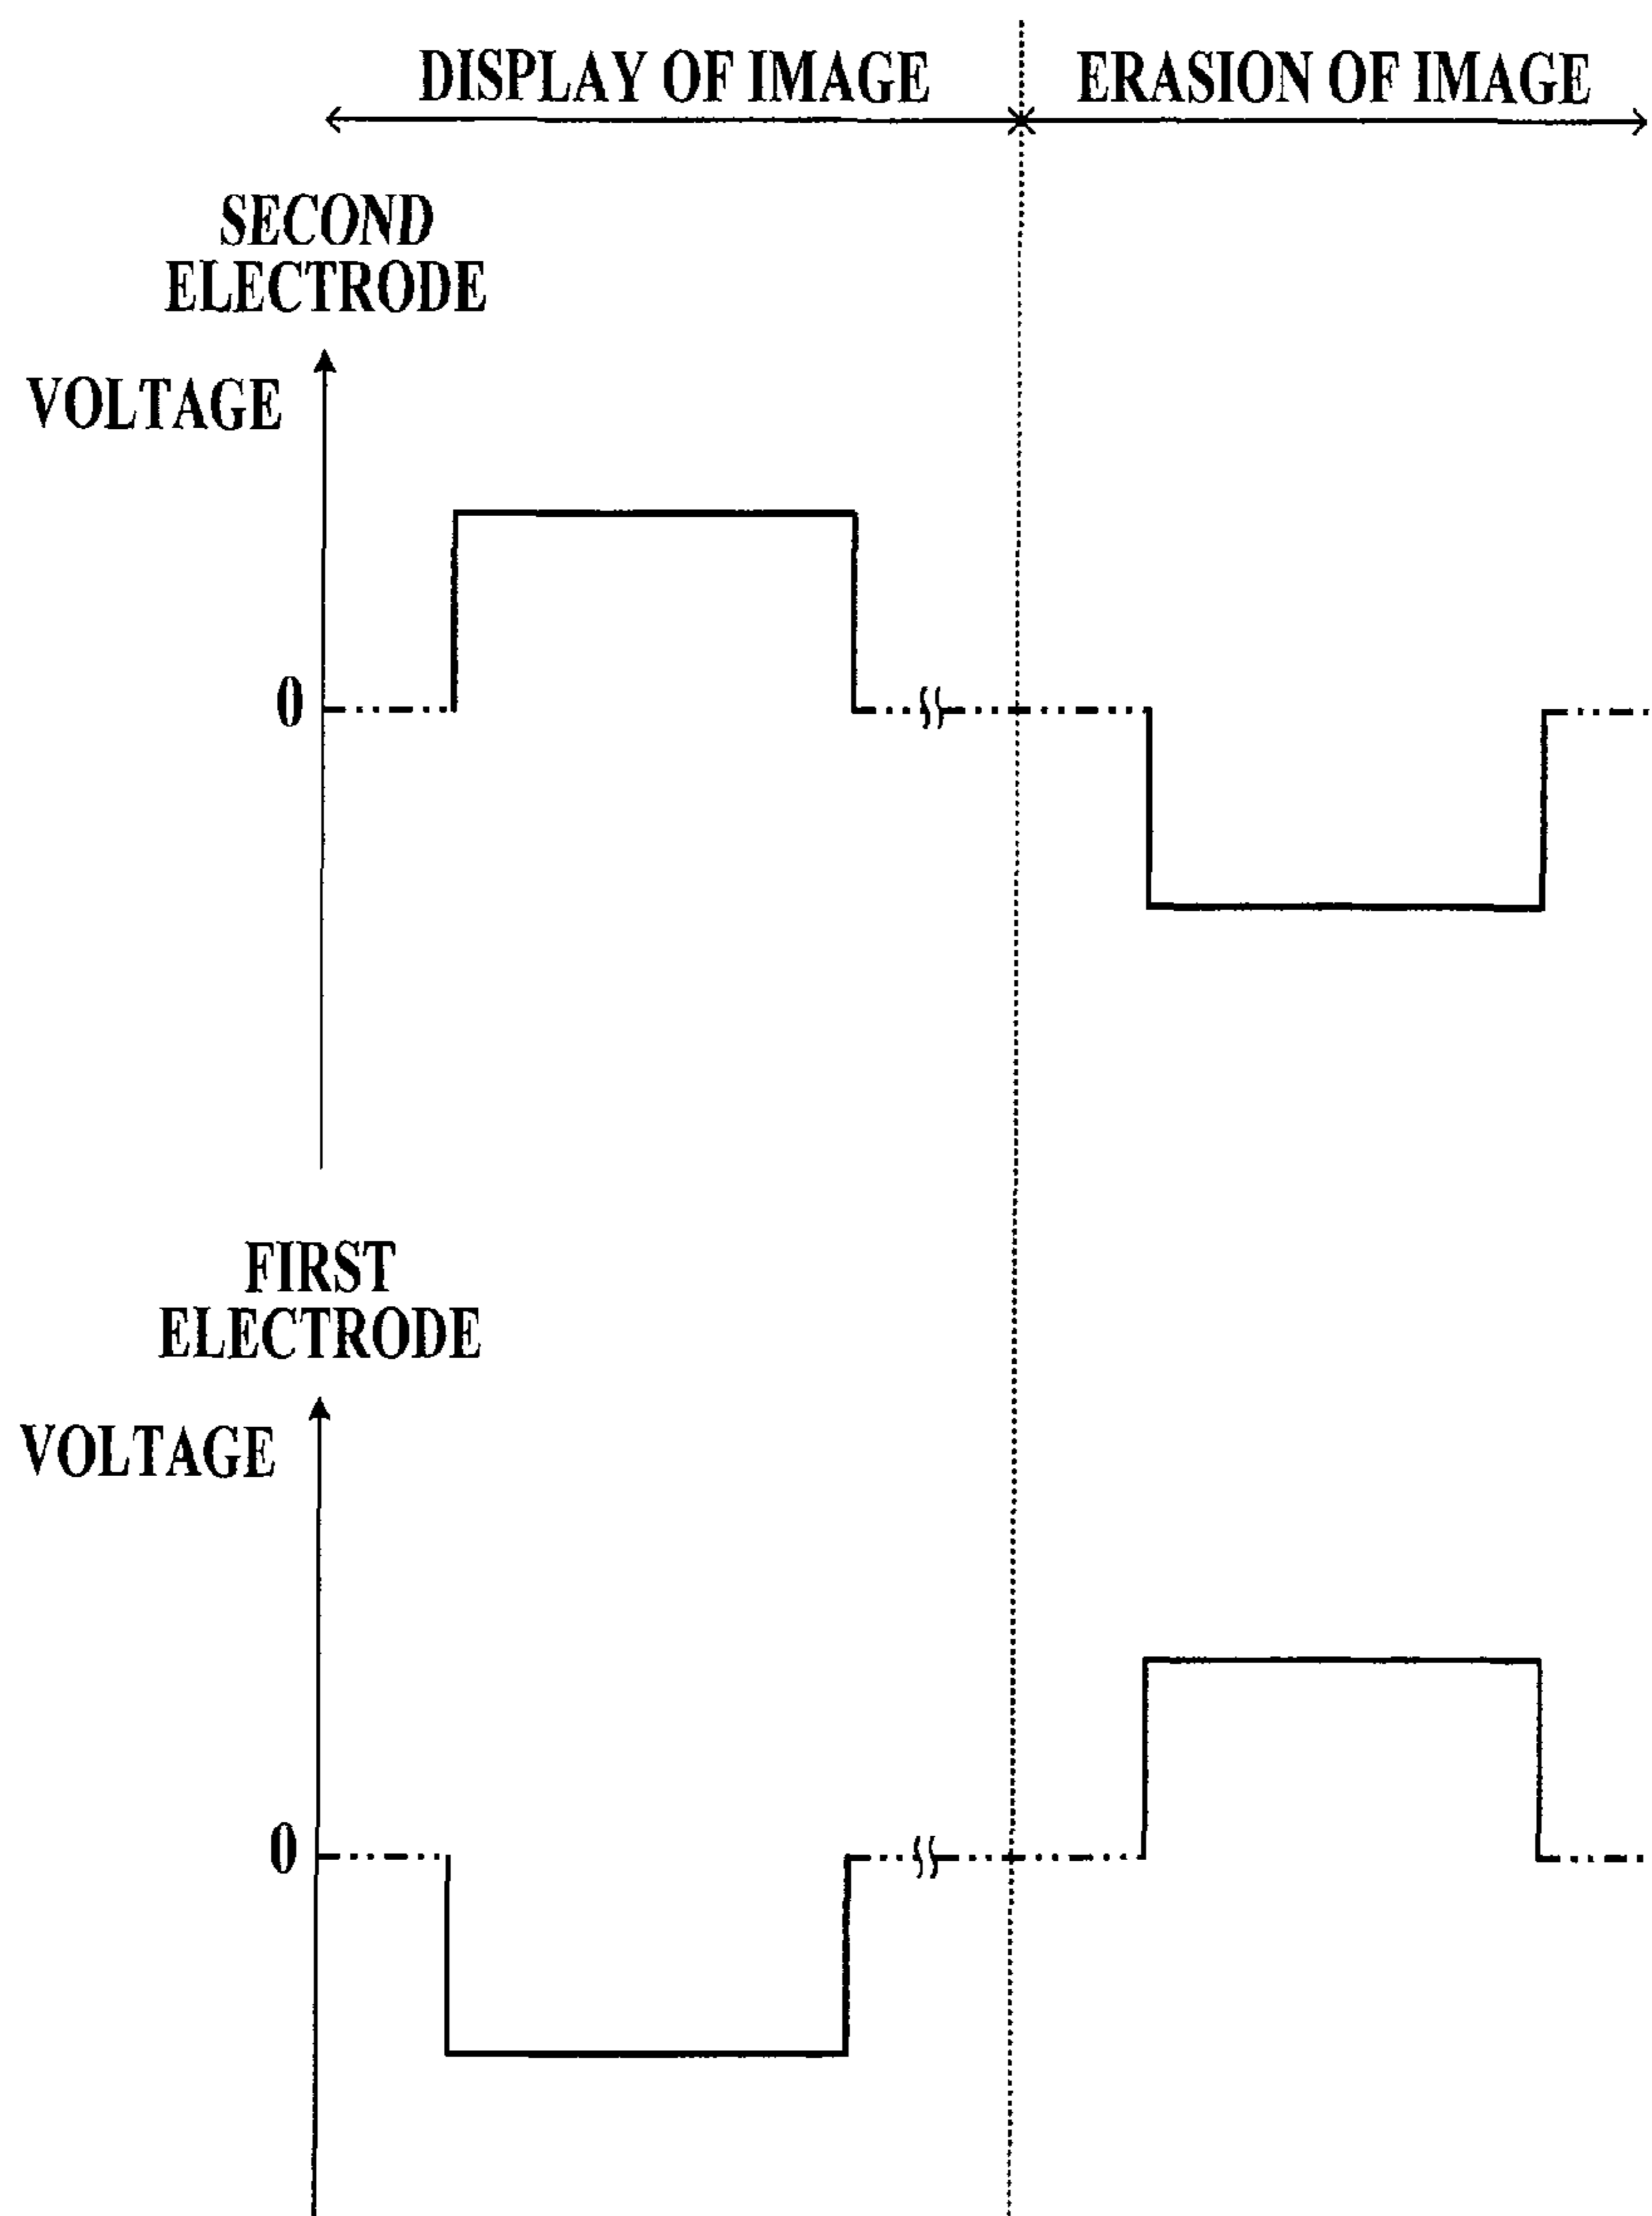 DISPLAY OF IMAGE
ERASION OF IMAGE
SECOND
ELECTRODE
VOLTAGE
0
FIRST
ELECTRODE
VOLTAGE
0